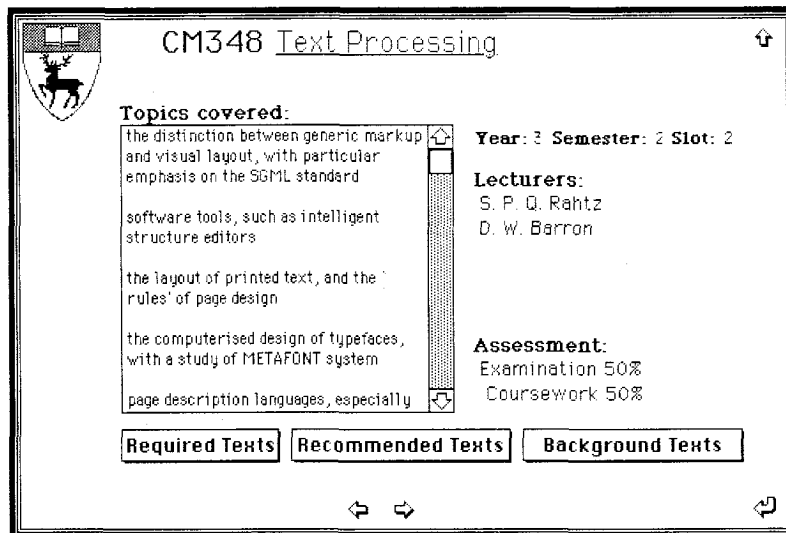 CM348 Text Processing
Topics covered:
the distinction between generic markup
and visual layout, with particular
emphasis on the SGML standard
software tools, such as intelligent
structure editors
the layout of printed text, and the `
rules' of page design
the computerised design of typefaces,
with a study of METAFONT system
page description languages, especially
Year: 3 Semester: 2 Slot: 2
Lecturers:
S. P. Q. Rahtz
D. W. Barron
Assessment:
Examination 50%
Coursework 50%
Required Texts Recommended Texts Background Texts